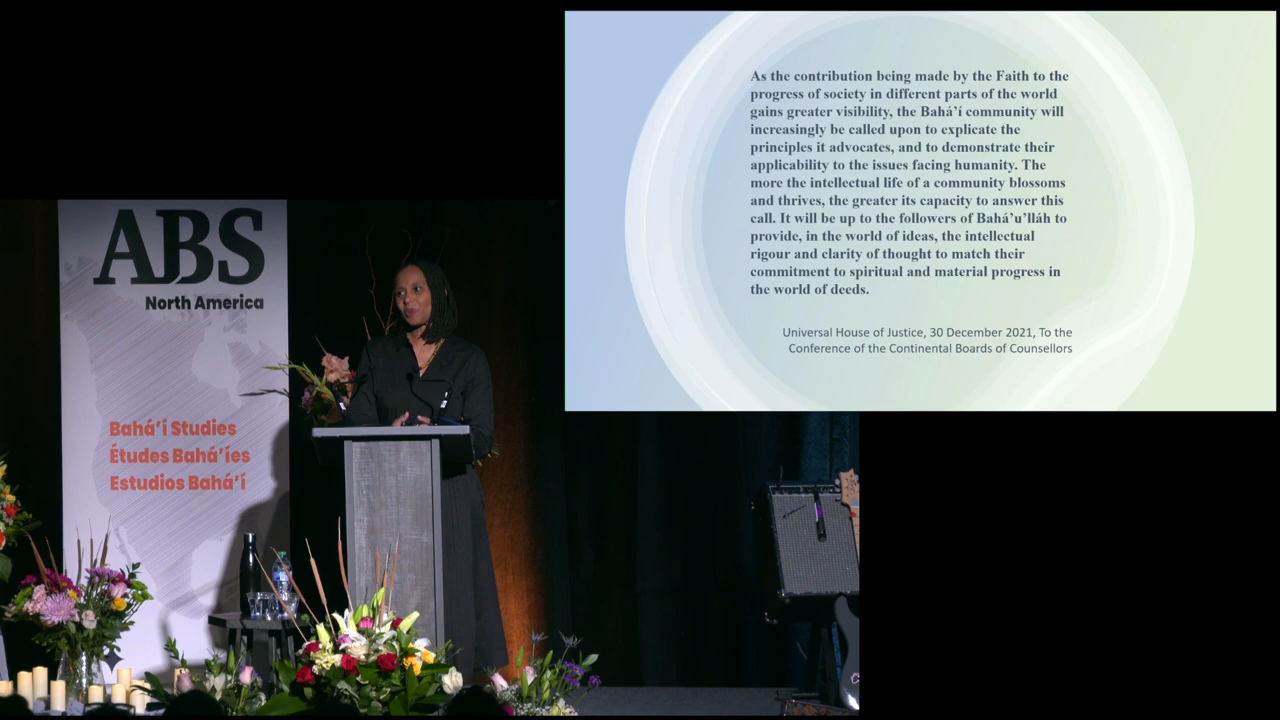 ABS
North America
Bahá'í Studies
Études Bahá'íes
Estudios Bahá'í
As the contribution being made by the Faith to the
progress of society in different parts of the world
gains greater visibility, the Bahá'í community will
increasingly be called upon to explicate the
principles it advocates, and to demonstrate their
applicability to the issues facing humanity. The
more the intellectual life of a community blossoms
and thrives, the greater its capacity to answer this
call. It will be up to the followers of Bahá'u'lláh to
provide, in the world of ideas, the intellectual
rigour and clarity of thought to match their
commitment to spiritual and material progress in
the world of deeds.
Universal House of Justice, 30 December 2021, To the
Conference of the Continental Boards of Counsellors